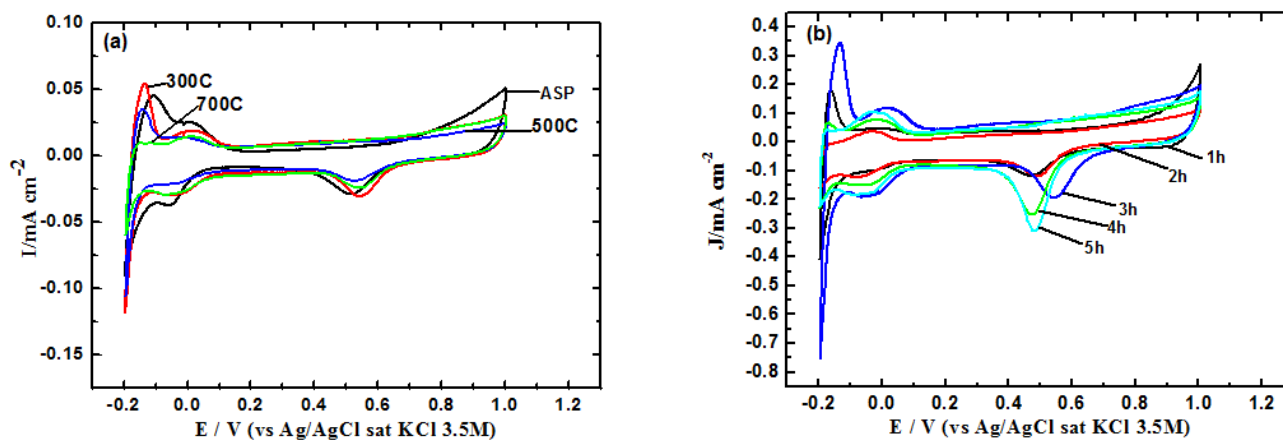 (a)
0.10
0.05
0.00
-0.05
-0.10
-0.15
I/mA cm-2
300C
700C
ASP
500C
-0.2 0.0 0.2 0.4 0.6 0.8 1.0 1.2
E / V (vs Ag/AgCl sat KCl 3.5M)
(b)
0.4
0.3
0.2
0.1
0.0
-0.1
-0.2
-0.3
-0.4
-0.5
-0.6
-0.7
-0.8
J/mA cm-2
1h
2h
3h
4h
5h
-0.2 0.0 0.2 0.4 0.6 0.8 1.0 1.2
E / V (vs Ag/AgCl sat KCl 3.5M)